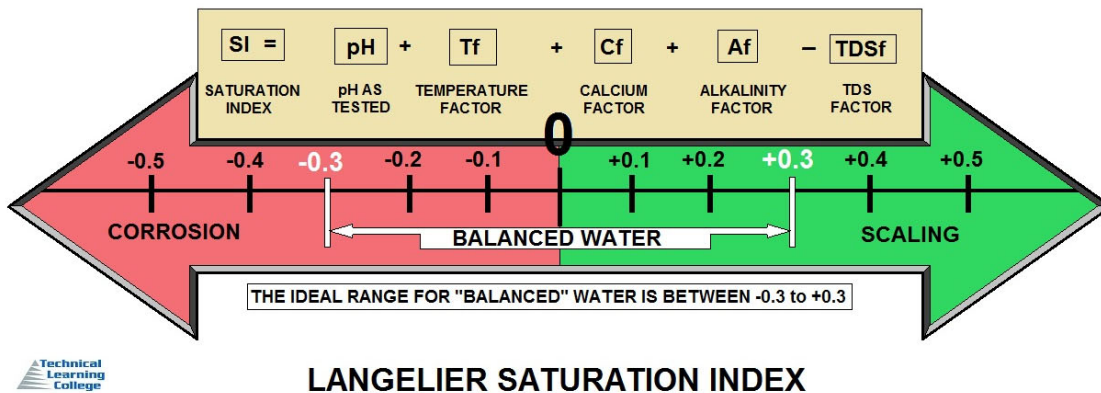 SI = pH + Tf + Cf + Af – TDSf
SATURATION INDEX pH AS TESTED TEMPERATURE FACTOR CALCIUM FACTOR ALKALINITY FACTOR TDS FACTOR
0
-0.5 -0.4 -0.3 -0.2 -0.1 +0.1 +0.2 +0.3 +0.4 +0.5
CORROSION BALANCED WATER SCALING
THE IDEAL RANGE FOR "BALANCED" WATER IS BETWEEN -0.3 to +0.3
Technical
Learning
College
LANGELIER SATURATION INDEX